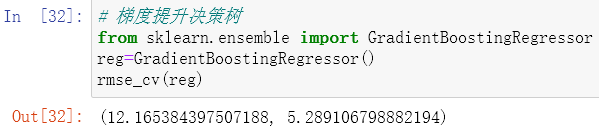 In [32]: # 梯度提升决策树
from sklearn.ensemble import GradientBoostingRegressor
reg=GradientBoostingRegressor()
rmse_cv(reg)
Out[32]: (12.165384397507188, 5.289106798882194)